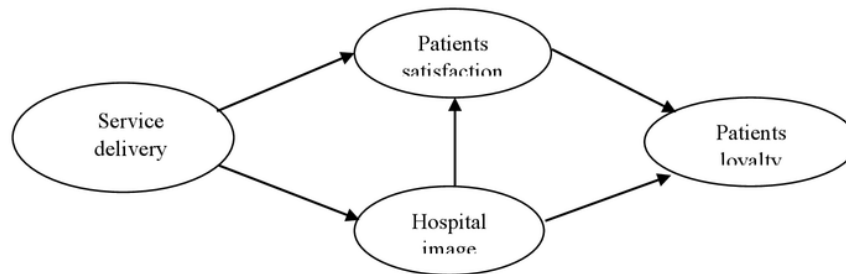 Patients
satisfaction
Service
delivery
Patients
loyalty
Hospital
image